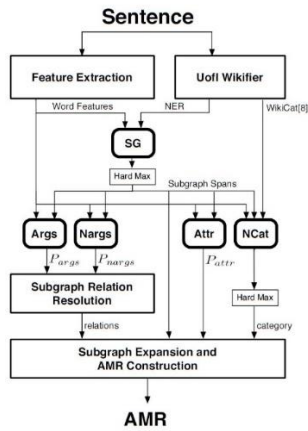 Sentence
Feature Extraction
UofI Wikifier
Word Features
NER
WikiCat[8]
SG
Hard Max
Subgraph Spans
Args
Nargs
Attr
NCat
P_args
P_nargs
P_attr
Subgraph Relation
Resolution
Hard Max
relations
category
Subgraph Expansion and
AMR Construction
AMR